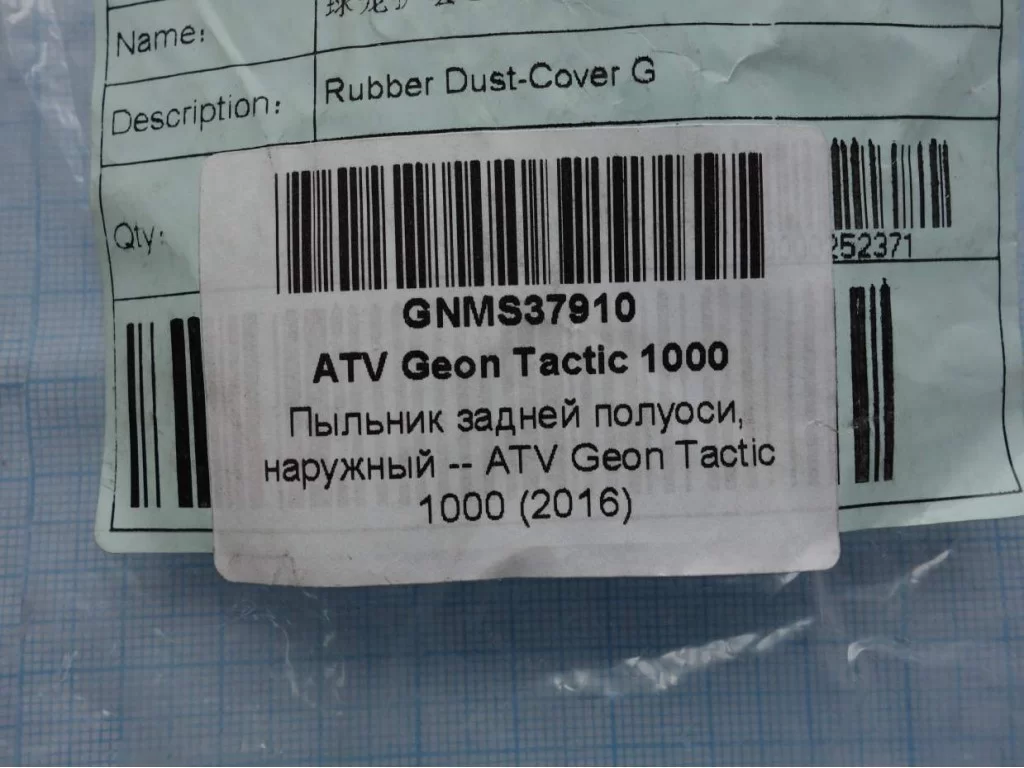 Name:
Description: Rubber Dust-Cover G
Qty:
252371
GNMS37910
ATV Geon Tactic 1000
Пыльник задней полуоси,
наружный -- ATV Geon Tactic
1000 (2016)